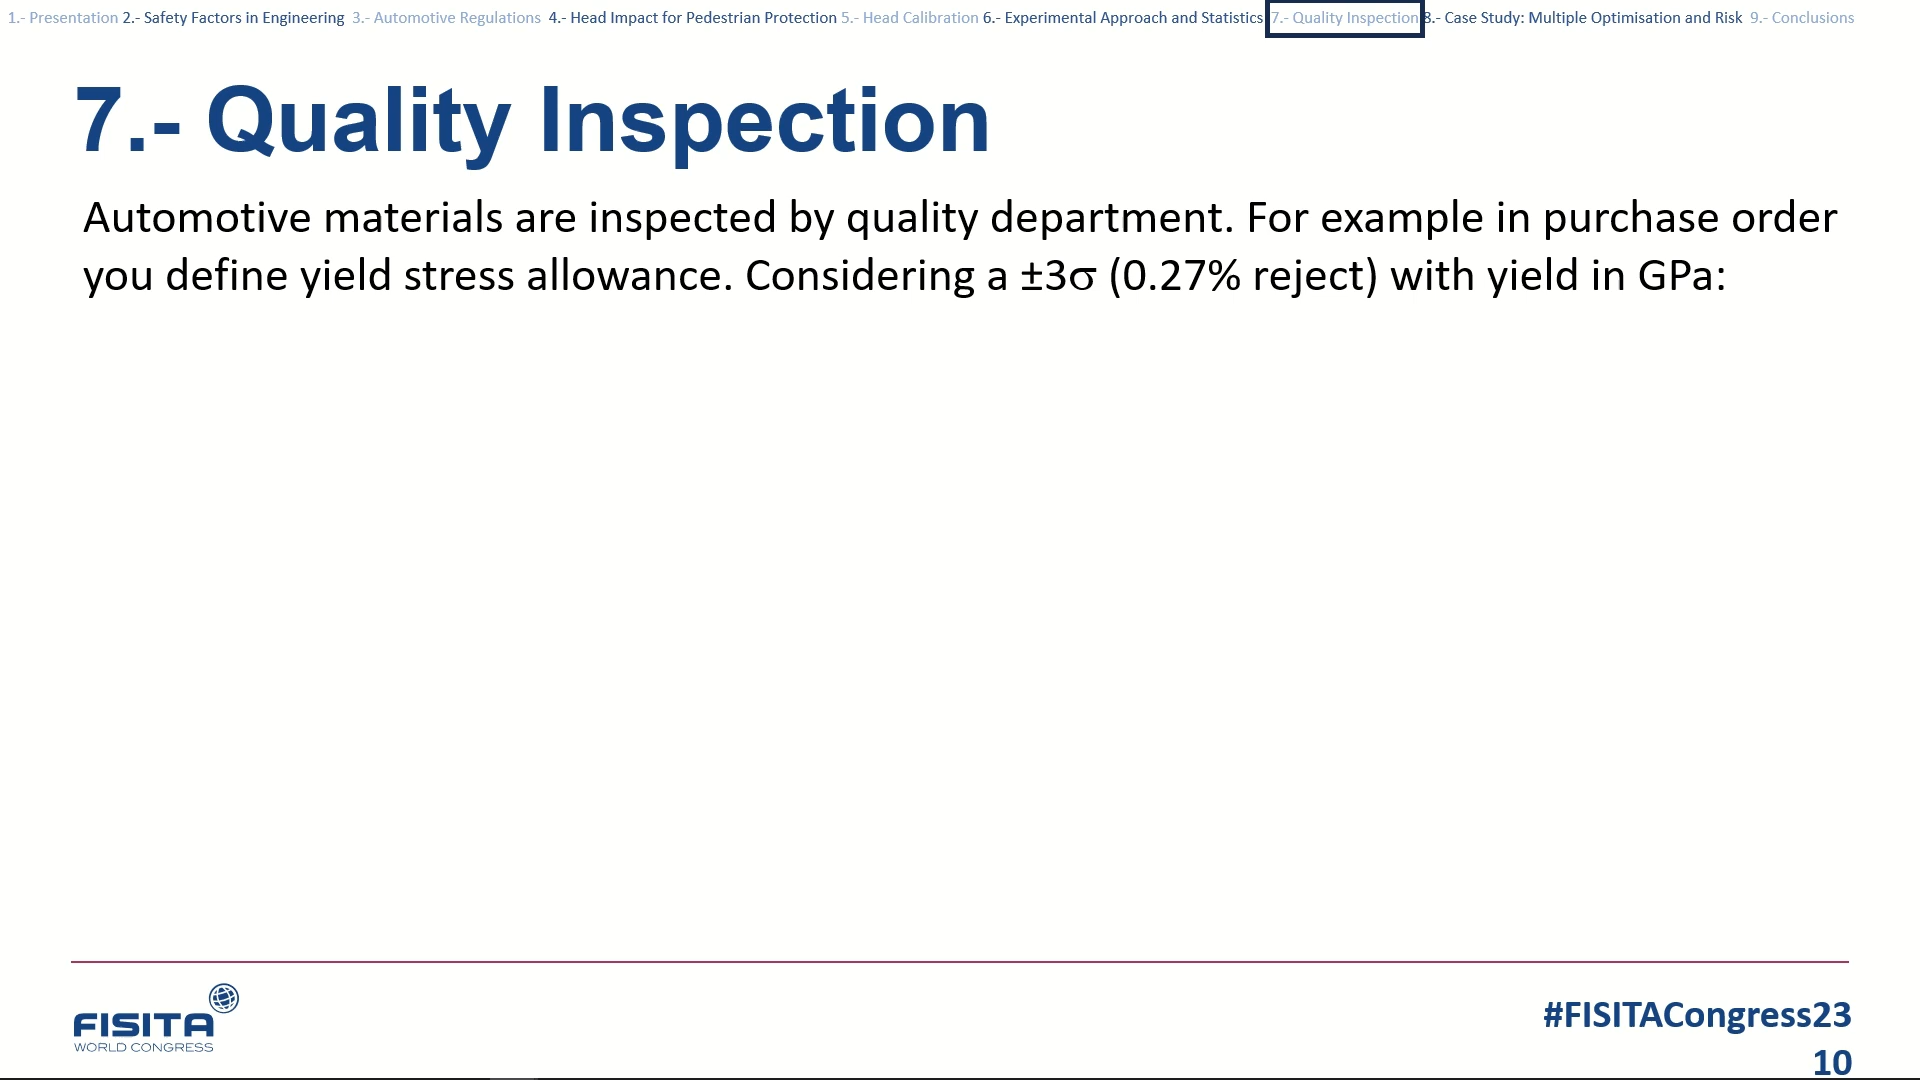 1.- Presentation 2.- Safety Factors in Engineering 3.- Automotive Regulations 4.- Head Impact for Pedestrian Protection 5.- Head Calibration 6.- Experimental Approach and Statistics 7.- Quality Inspection 8.- Case Study: Multiple Optimisation and Risk 9.- Conclusions
7.- Quality Inspection
Automotive materials are inspected by quality department. For example in purchase order
you define yield stress allowance. Considering a ±3σ (0.27% reject) with yield in GPa:
FISITA
WORLD CONGRESS
#FISITACongress23
10